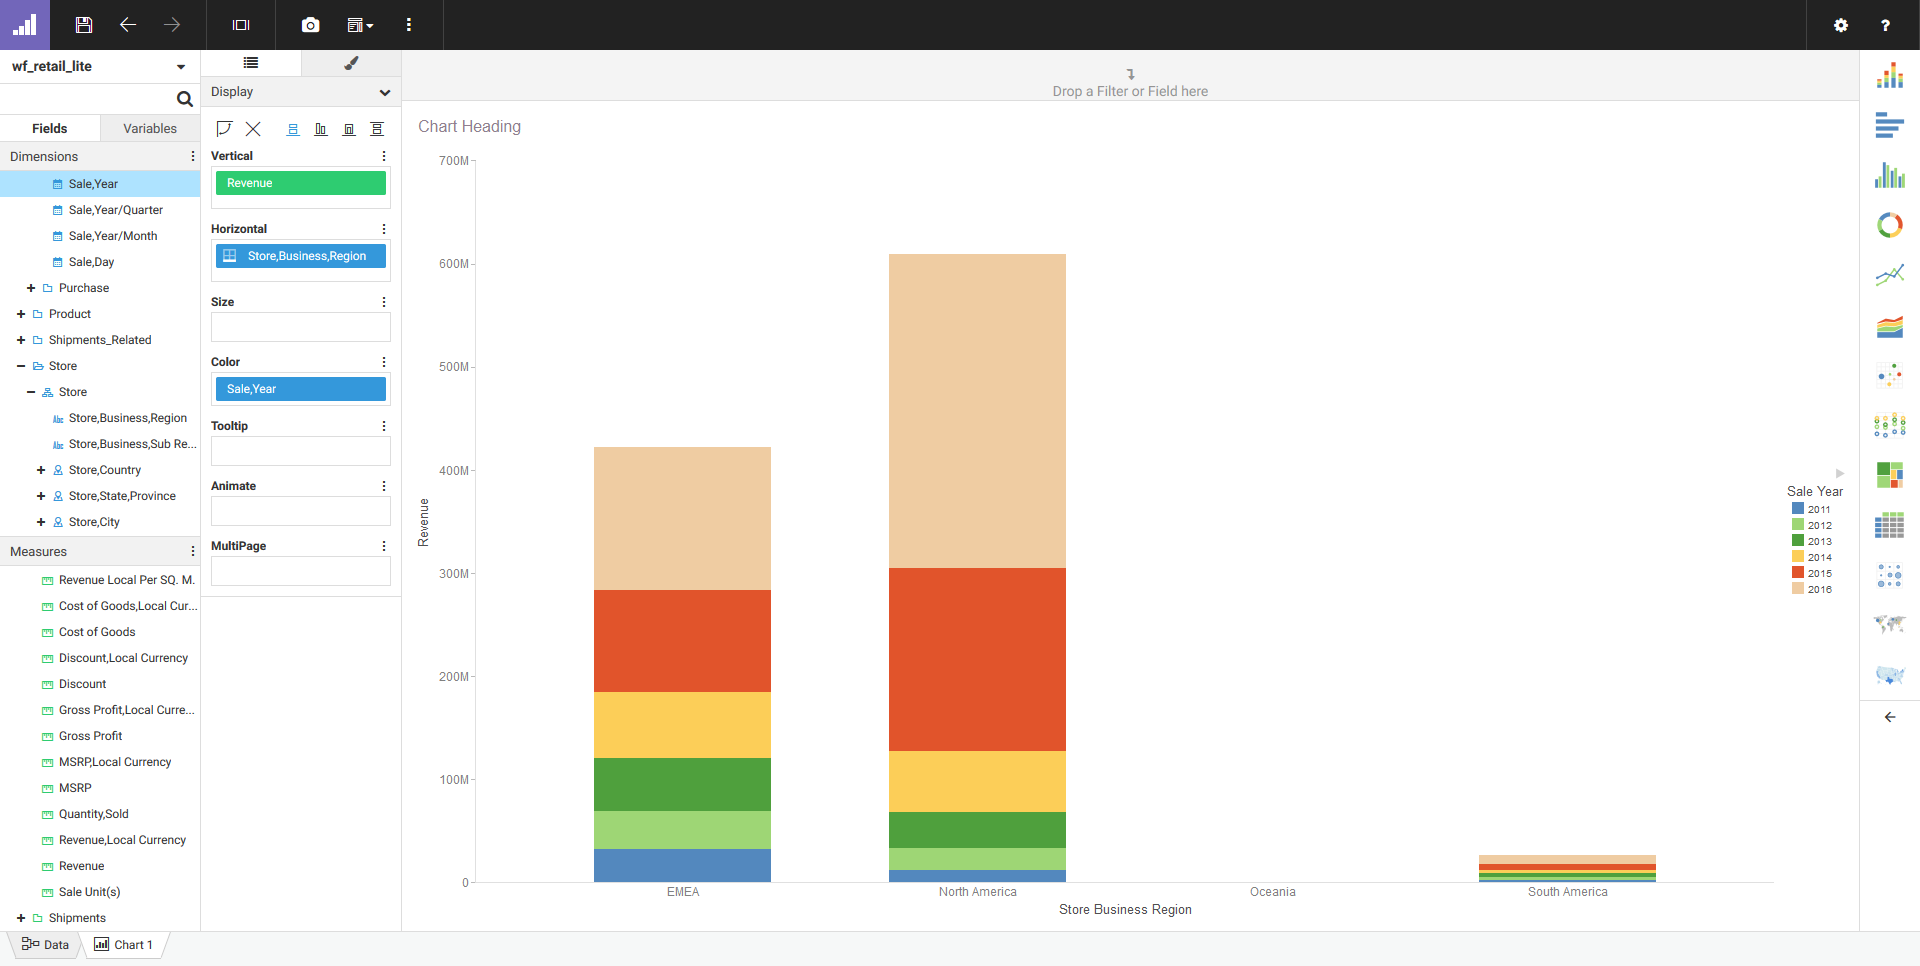 wf_retail_lite
Fields
Variables
Dimensions
Sale,Year
Sale,Year/Quarter
Sale,Year/Month
Sale,Day
Purchase
Product
Shipments_Related
Store
Store
Abc Store,Business,Region
Abc Store,Business,Sub Re...
Store,Country
Store,State,Province
Store,City
Measures
Revenue Local Per SQ. M.
Cost of Goods,Local Cur...
Cost of Goods
Discount,Local Currency
Discount
Gross Profit,Local Curre...
Gross Profit
MSRP,Local Currency
MSRP
Quantity,Sold
Revenue,Local Currency
Revenue
Sale Unit(s)
Shipments
Display
Vertical
Revenue
Horizontal
Store,Business,Region
Size
Color
Sale,Year
Tooltip
Animate
MultiPage
Drop a Filter or Field here
Chart Heading
700M
600M
500M
400M
300M
200M
100M
0
Revenue
EMEA
North America
Oceania
South America
Store Business Region
Sale Year
2011
2012
2013
2014
2015
2016
Data
Chart 1